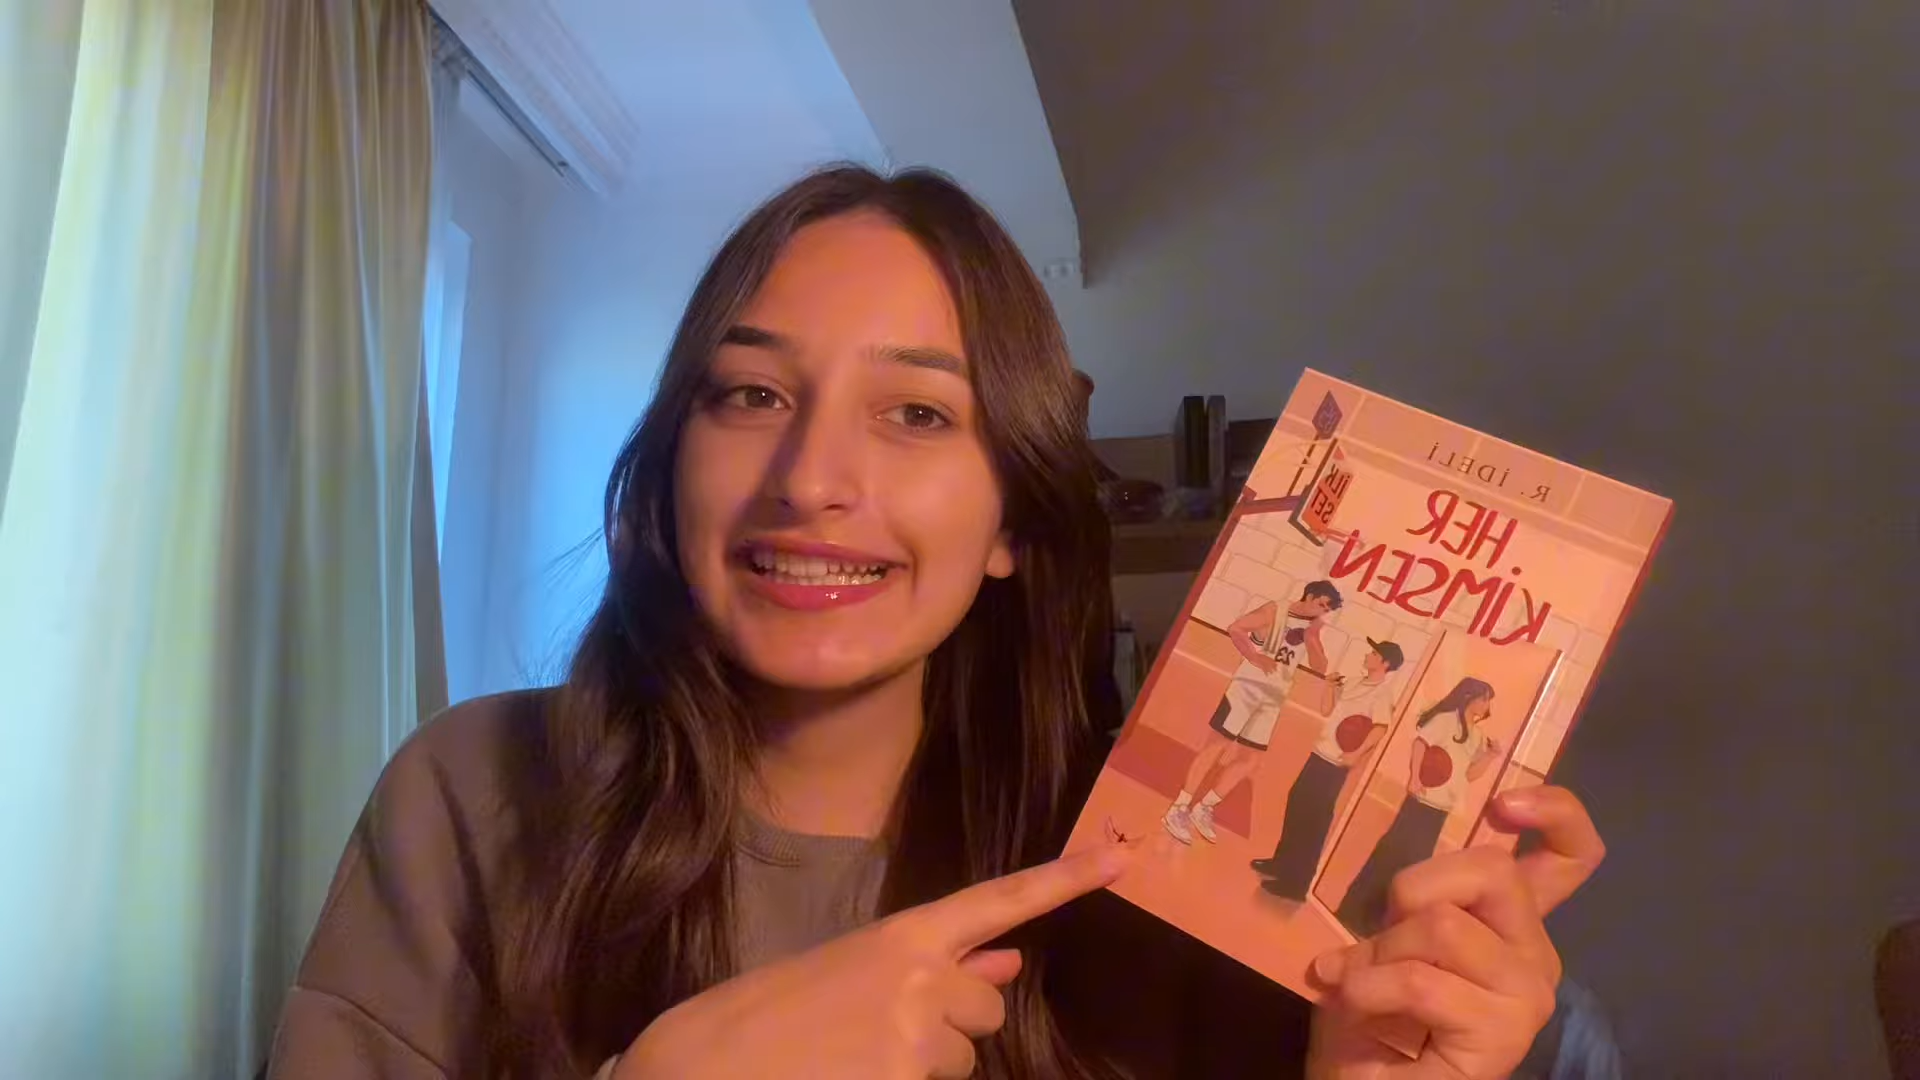 R. İDELİ
HER
KİMSEN
İLK
SET
23